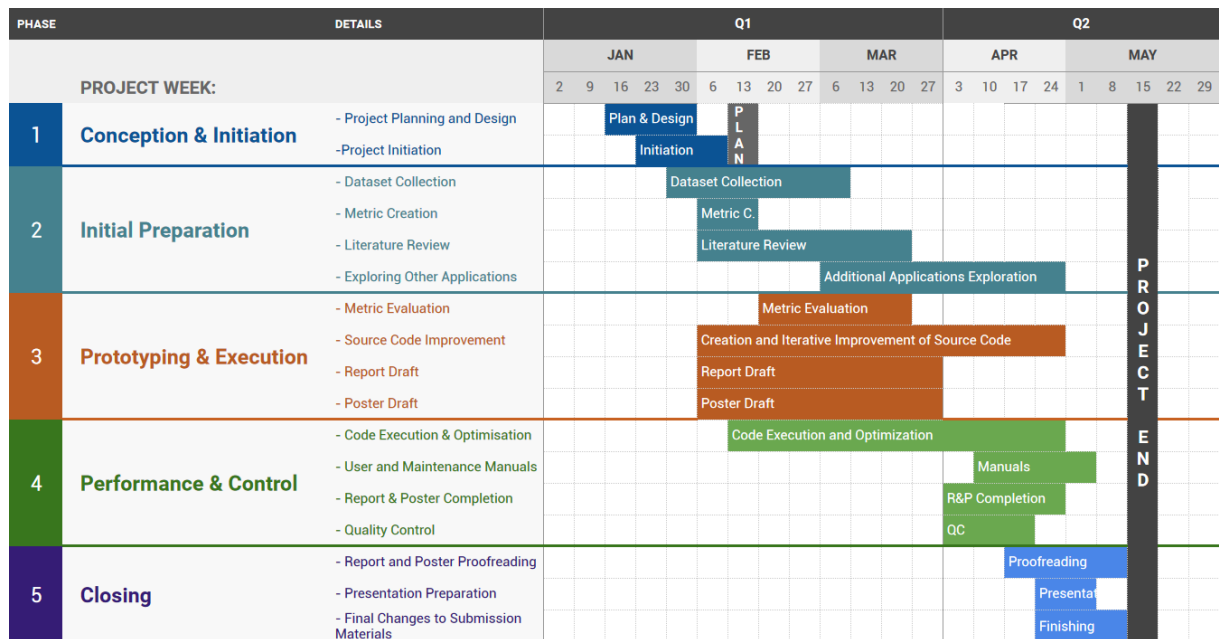 PHASE DETAILS Q1 Q2
JAN FEB MAR APR MAY
PROJECT WEEK: 2 9 16 23 30 6 13 20 27 6 13 20 27 3 10 17 24 1 8 15 22 29
1 Conception & Initiation
- Project Planning and Design Plan & Design
-Project Initiation Initiation
PLAN
2 Initial Preparation
- Dataset Collection Dataset Collection
- Metric Creation Metric C.
- Literature Review Literature Review
- Exploring Other Applications Additional Applications Exploration
3 Prototyping & Execution
- Metric Evaluation Metric Evaluation
- Source Code Improvement Creation and Iterative Improvement of Source Code
- Report Draft Report Draft
- Poster Draft Poster Draft
4 Performance & Control
- Code Execution & Optimisation Code Execution and Optimization
- User and Maintenance Manuals Manuals
- Report & Poster Completion R&P Completion
- Quality Control QC
5 Closing
- Report and Poster Proofreading Proofreading
- Presentation Preparation Presentat
- Final Changes to Submission
Materials Finishing
PROJECT END